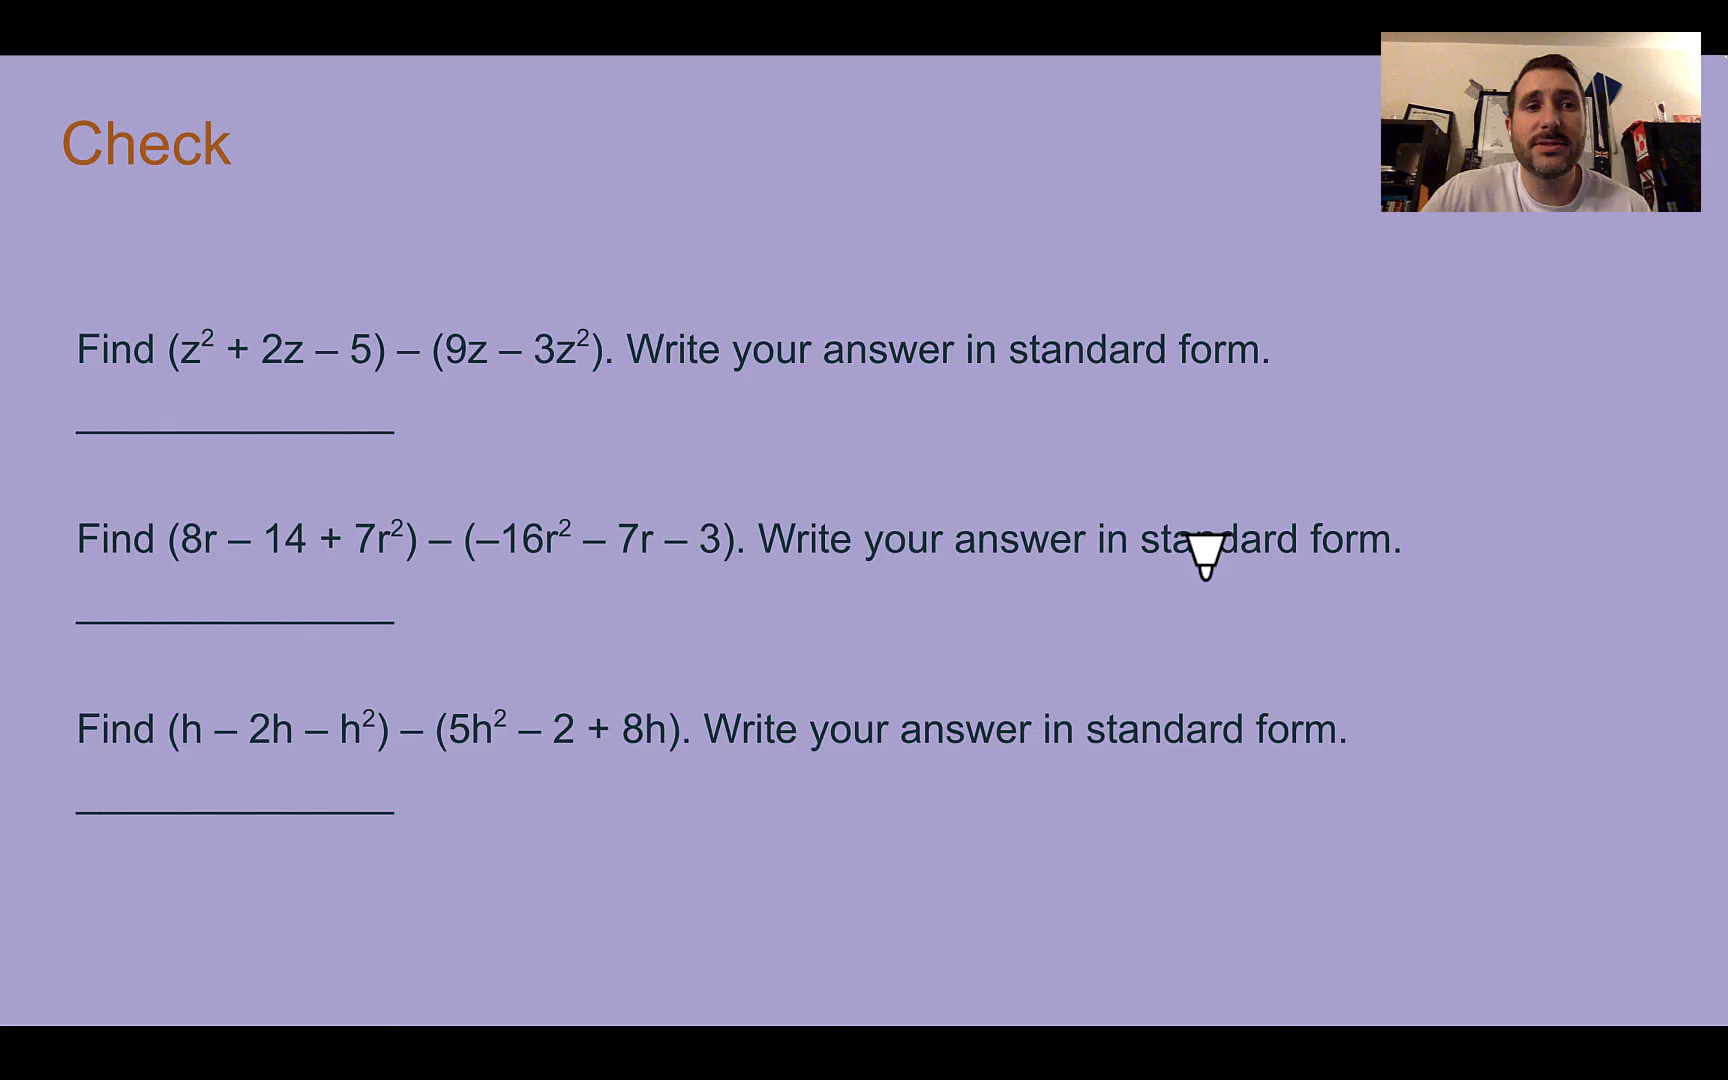 Check
Find (z² + 2z – 5) – (9z – 3z²). Write your answer in standard form.
Find (8r – 14 + 7r²) – (–16r² – 7r – 3). Write your answer in standard form.
Find (h – 2h – h²) – (5h² – 2 + 8h). Write your answer in standard form.